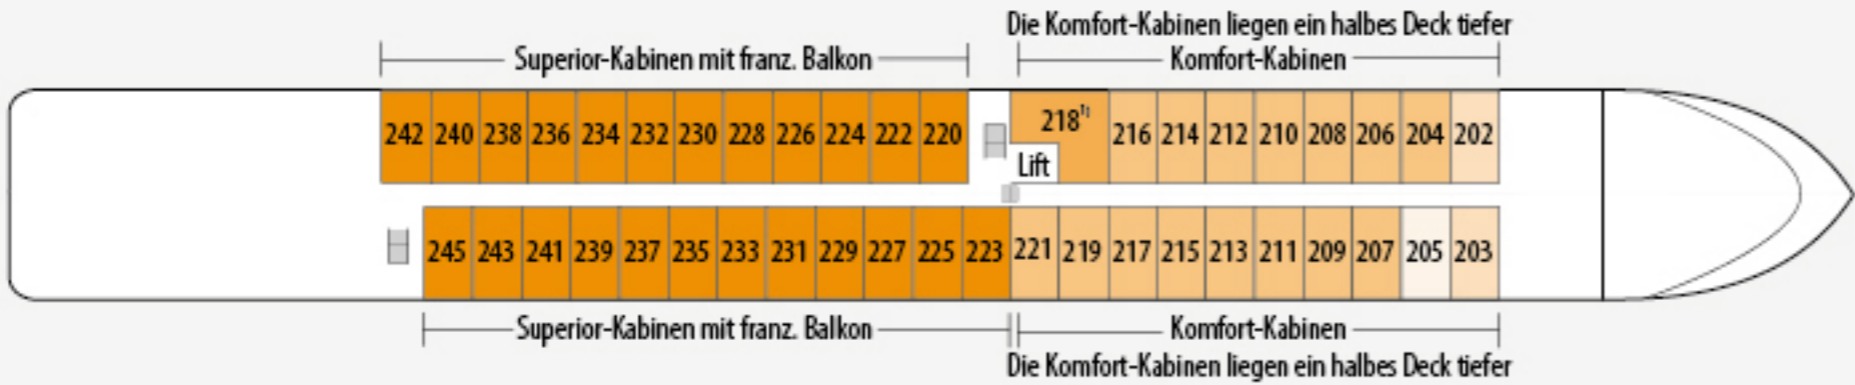 Die Komfort-Kabinen liegen ein halbes Deck tiefer
Superior-Kabinen mit franz. Balkon Komfort-Kabinen
242 240 238 236 234 232 230 228 226 224 222 220 218¹⁾ 216 214 212 210 208 206 204 202
Lift
245 243 241 239 237 235 233 231 229 227 225 223 221 219 217 215 213 211 209 207 205 203
Superior-Kabinen mit franz. Balkon Komfort-Kabinen
Die Komfort-Kabinen liegen ein halbes Deck tiefer